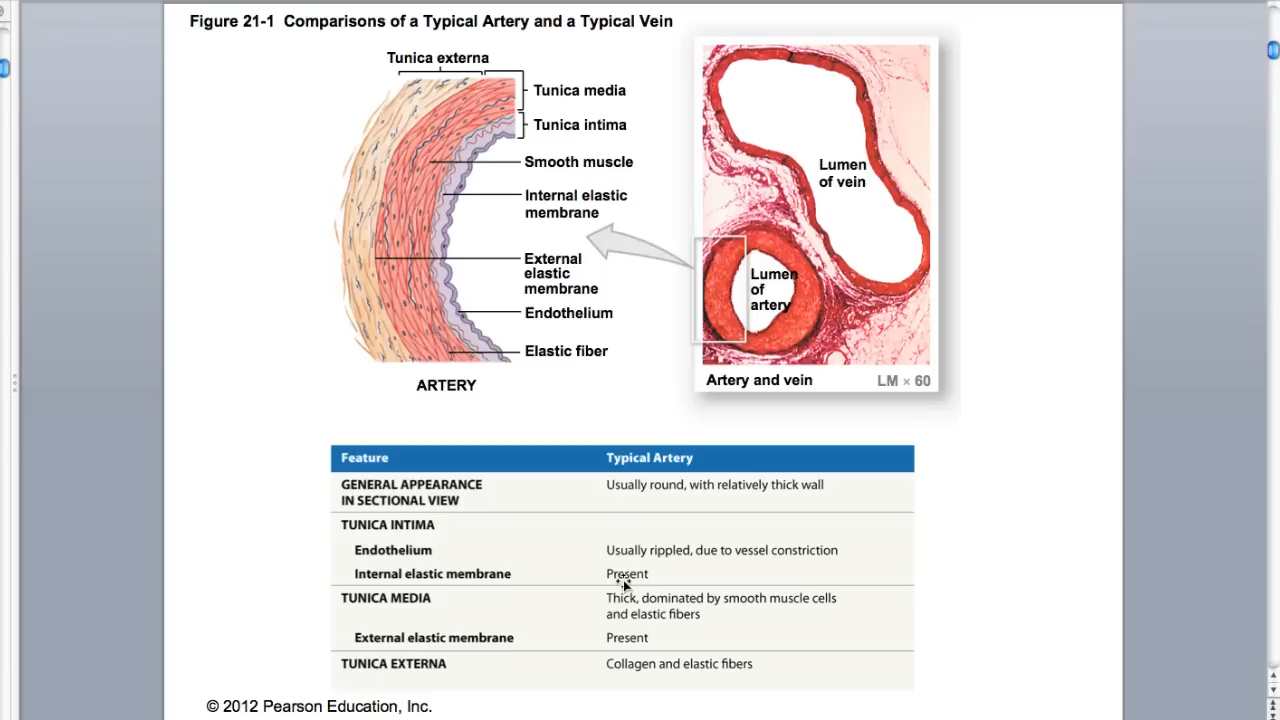 Figure 21-1 Comparisons of a Typical Artery and a Typical Vein
Tunica externa
Tunica media
Tunica intima
Smooth muscle
Internal elastic
membrane
External
elastic
membrane
Endothelium
Elastic fiber
ARTERY
Lumen
of vein
Lumen
of
artery
Artery and vein
LM × 60
Feature Typical Artery
GENERAL APPEARANCE Usually round, with relatively thick wall
IN SECTIONAL VIEW
TUNICA INTIMA
Endothelium Usually rippled, due to vessel constriction
Internal elastic membrane Present
TUNICA MEDIA Thick, dominated by smooth muscle cells
and elastic fibers
External elastic membrane Present
TUNICA EXTERNA Collagen and elastic fibers
© 2012 Pearson Education, Inc.